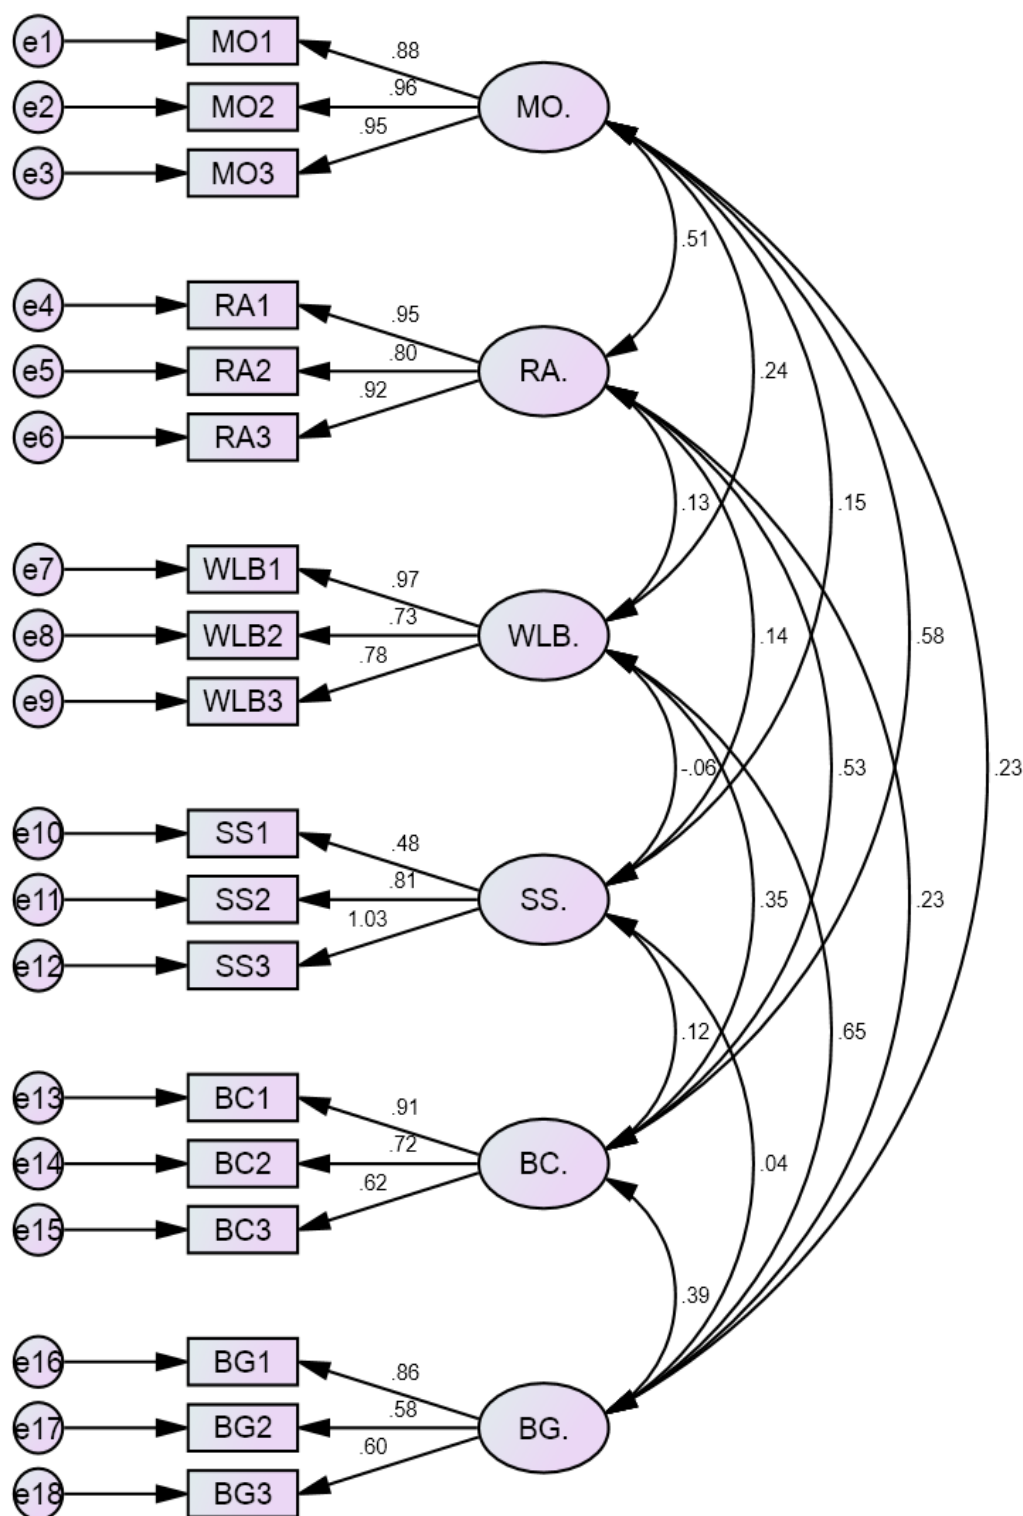 e1 MO1 .88
e2 MO2 .96 MO.
e3 MO3 .95
.51
e4 RA1 .95
e5 RA2 .80 RA. .24
e6 RA3 .92
.13 .15
e7 WLB1 .97
e8 WLB2 .73 WLB. .14 .58
e9 WLB3 .78
-.06 .53 .23
e10 SS1 .48
e11 SS2 .81 SS. .35 .23
e12 SS3 1.03
.12 .65
e13 BC1 .91
e14 BC2 .72 BC. .04
e15 BC3 .62
.39
e16 BG1 .86
e17 BG2 .58 BG.
e18 BG3 .60